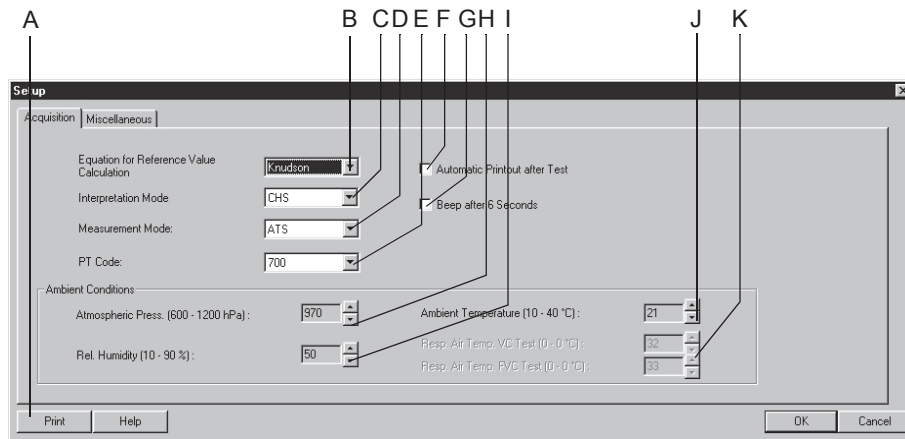 A B C D E F G H I J K
Setup
Acquisition Miscellaneous
Equation for Reference Value
Calculation
Knudson
Automatic Printout after Test
Interpretation Mode
CHS
Beep after 6 Seconds
Measurement Mode:
ATS
PT Code:
700
Ambient Conditions
Atmospheric Press. (600 - 1200 hPa) :
970
Ambient Temperature (10 - 40 °C) :
21
Rel. Humidity (10 - 90 %) :
50
Resp. Air Temp. VC Test (0 - 0 °C) :
32
Resp. Air Temp. FVC Test (0 - 0 °C) :
33
Print Help OK Cancel